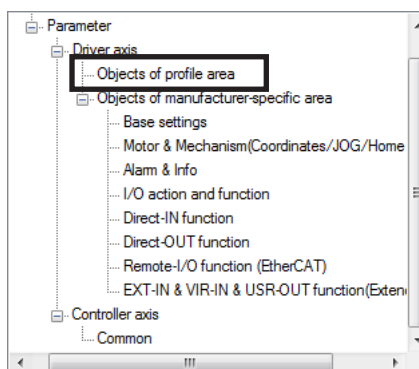 Parameter
Driver axis
Objects of profile area
Objects of manufacturer-specific area
Base settings
Motor & Mechanism(Coordinates/JOG/Home
Alarm & Info
I/O action and function
Direct-IN function
Direct-OUT function
Remote-I/O function (EtherCAT)
EXT-IN & VIR-IN & USR-OUT function(Exten
Controller axis
Common